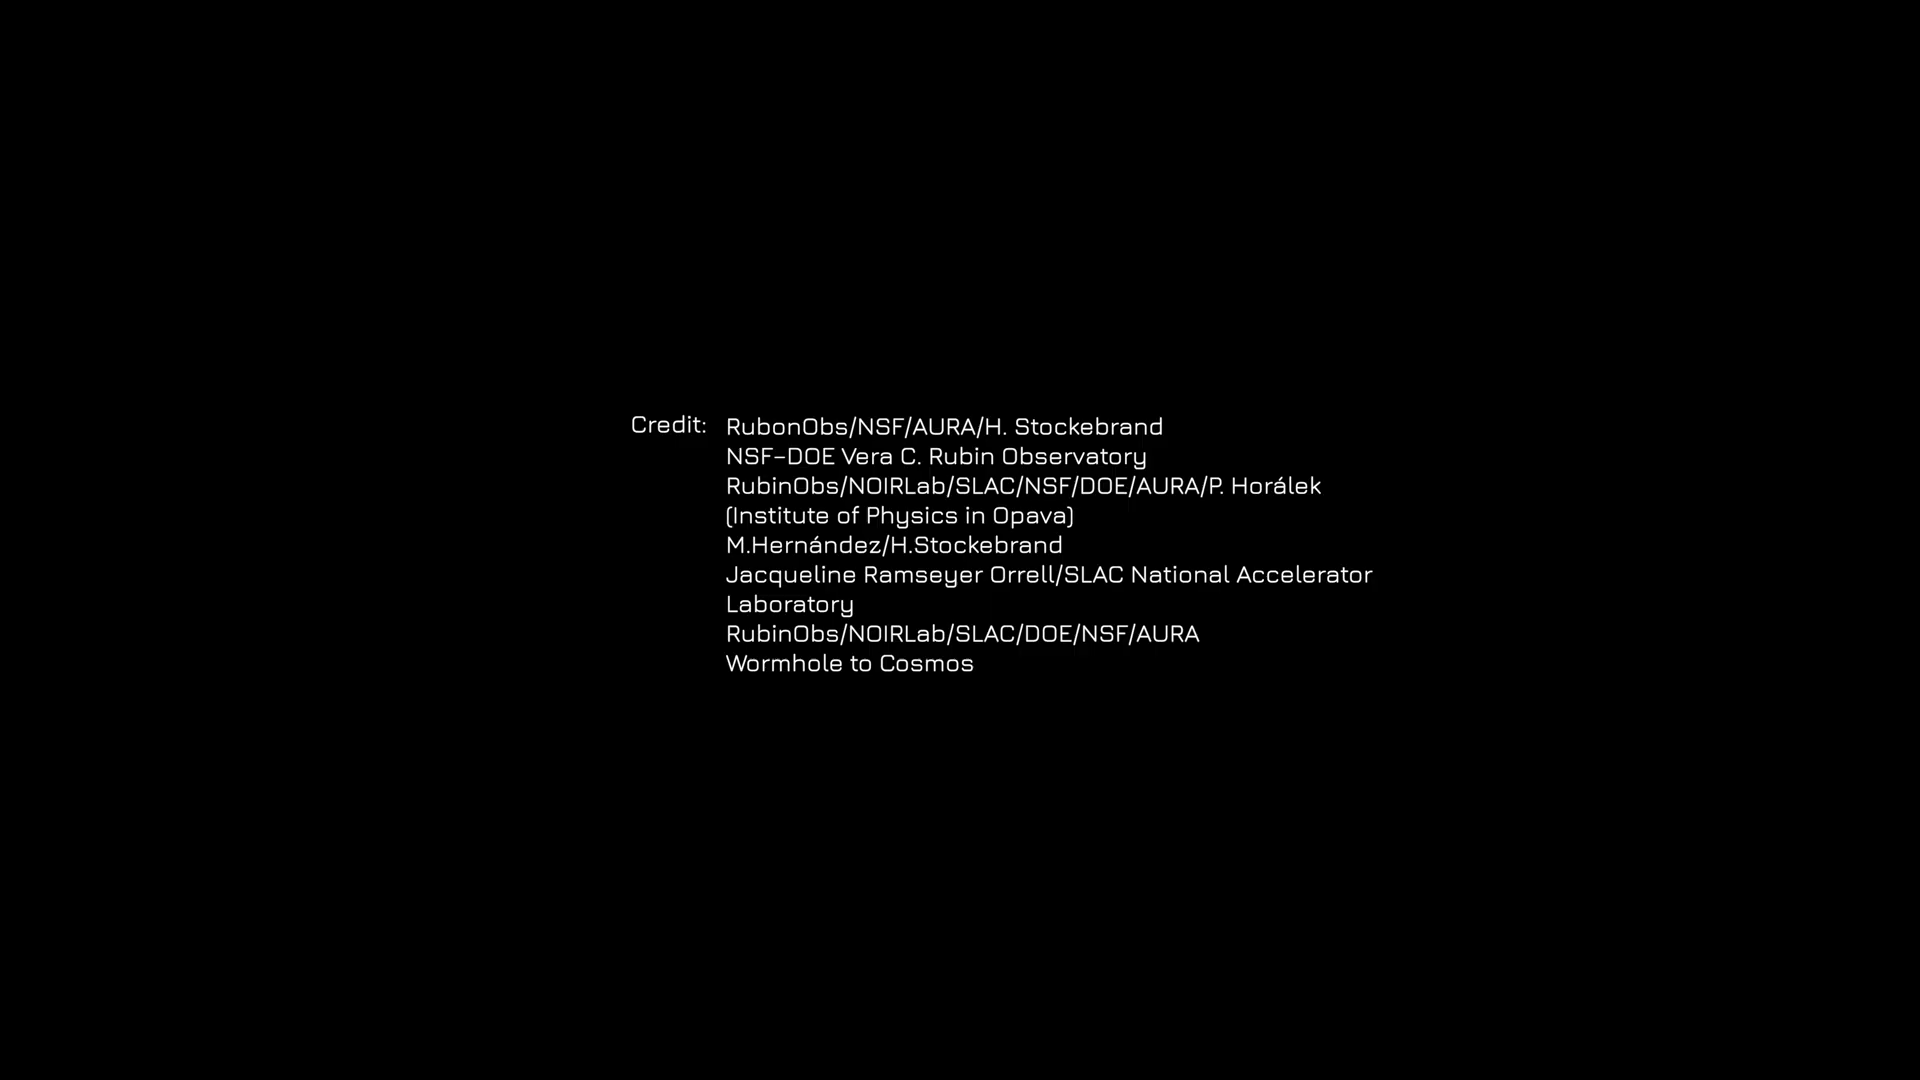 Credit: RubonObs/NSF/AURA/H. Stockebrand
NSF–DOE Vera C. Rubin Observatory
RubinObs/NOIRLab/SLAC/NSF/DOE/AURA/P. Horálek
(Institute of Physics in Opava)
M.Hernández/H.Stockebrand
Jacqueline Ramseyer Orrell/SLAC National Accelerator
Laboratory
RubinObs/NOIRLab/SLAC/DOE/NSF/AURA
Wormhole to Cosmos